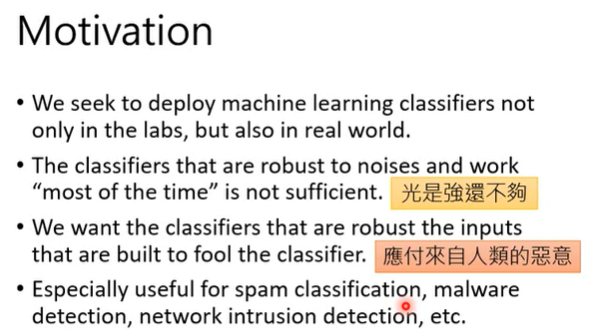 Motivation
• We seek to deploy machine learning classifiers not
only in the labs, but also in real world.
• The classifiers that are robust to noises and work
“most of the time” is not sufficient. 光是強還不夠
• We want the classifiers that are robust the inputs
that are built to fool the classifier. 應付來自人類的惡意
• Especially useful for spam classification, malware
detection, network intrusion detection, etc.